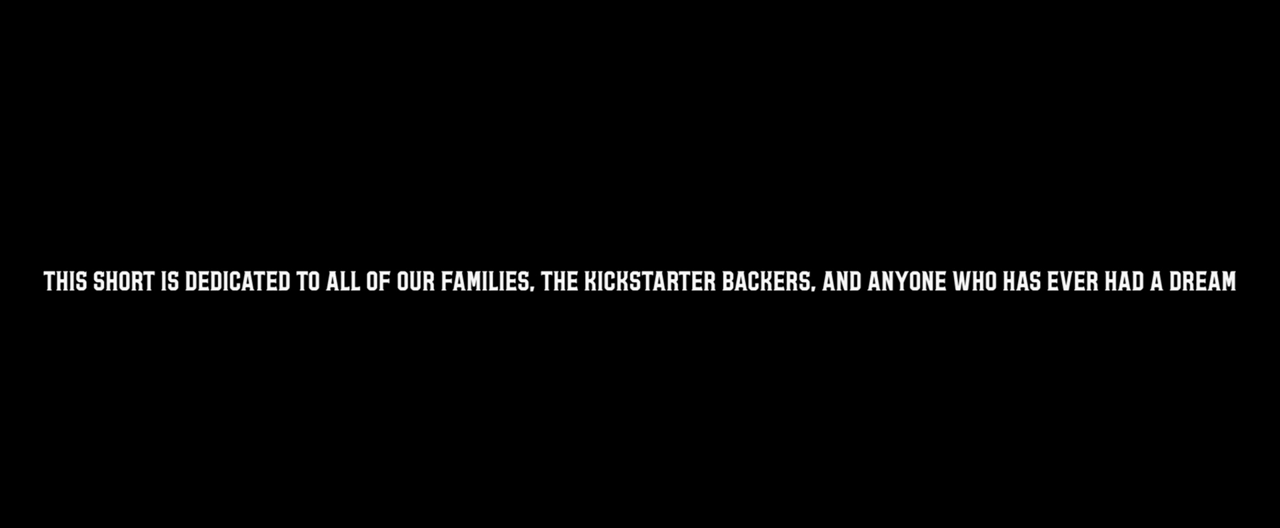 THIS SHORT IS DEDICATED TO ALL OF OUR FAMILIES, THE KICKSTARTER BACKERS, AND ANYONE WHO HAS EVER HAD A DREAM